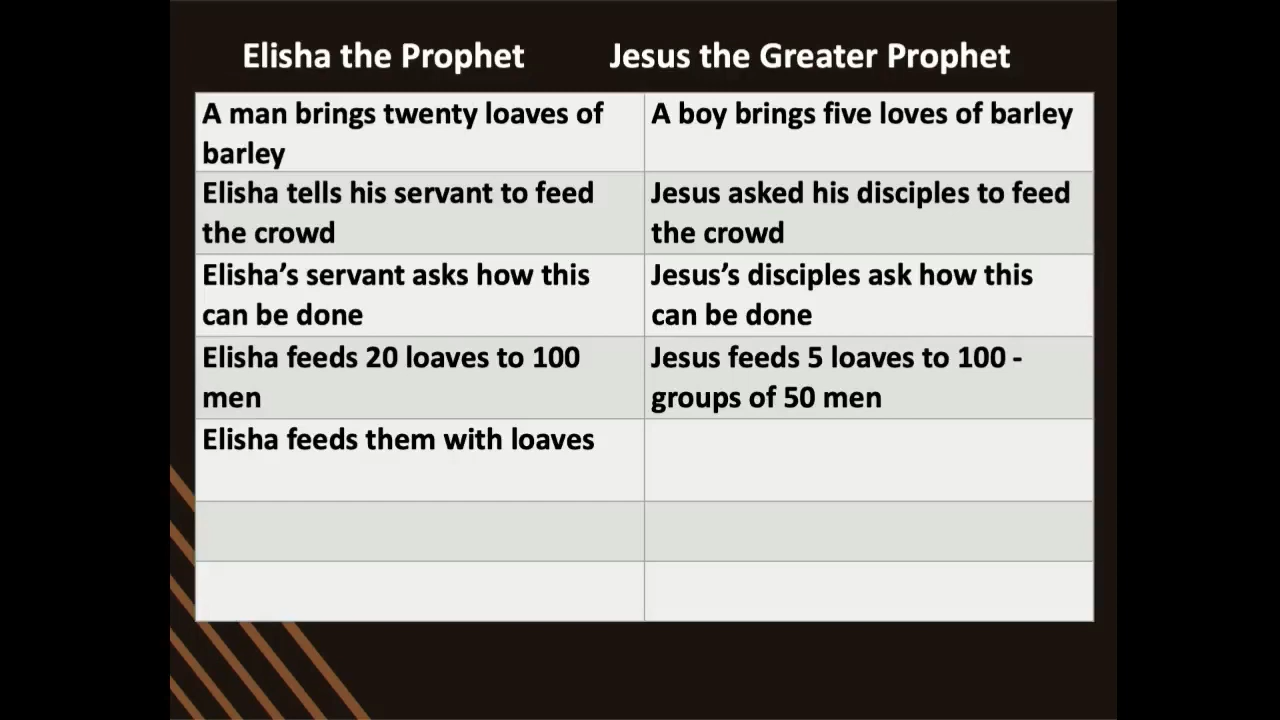 Elisha the Prophet
Jesus the Greater Prophet
A man brings twenty loaves of
barley
A boy brings five loves of barley
Elisha tells his servant to feed
the crowd
Jesus asked his disciples to feed
the crowd
Elisha’s servant asks how this
can be done
Jesus’s disciples ask how this
can be done
Elisha feeds 20 loaves to 100
men
Jesus feeds 5 loaves to 100 -
groups of 50 men
Elisha feeds them with loaves